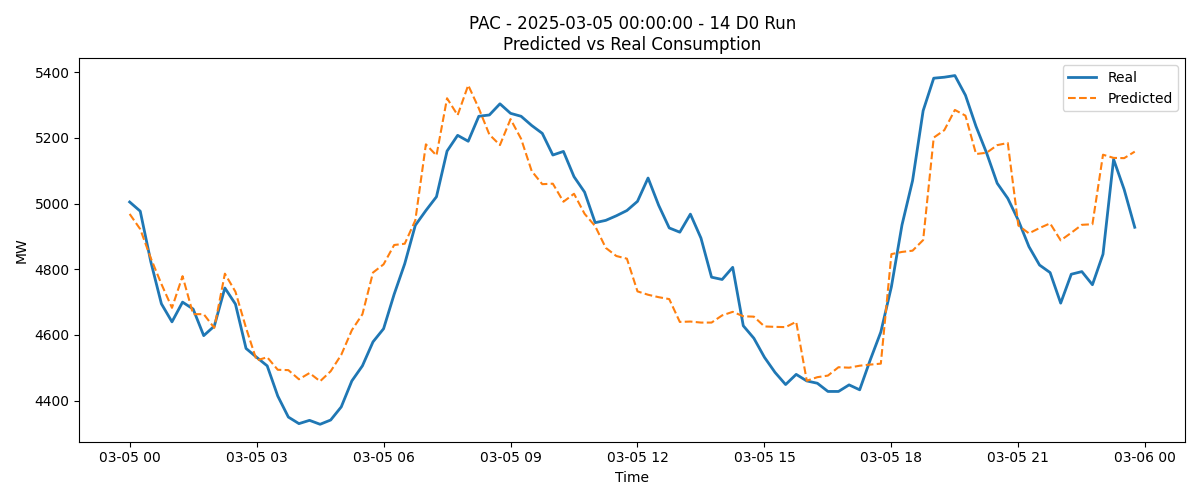 PAC - 2025-03-05 00:00:00 - 14 D0 Run
Predicted vs Real Consumption
Real
Predicted
MW
5400
5200
5000
4800
4600
4400
03-05 00
03-05 03
03-05 06
03-05 09
03-05 12
03-05 15
03-05 18
03-05 21
03-06 00
Time